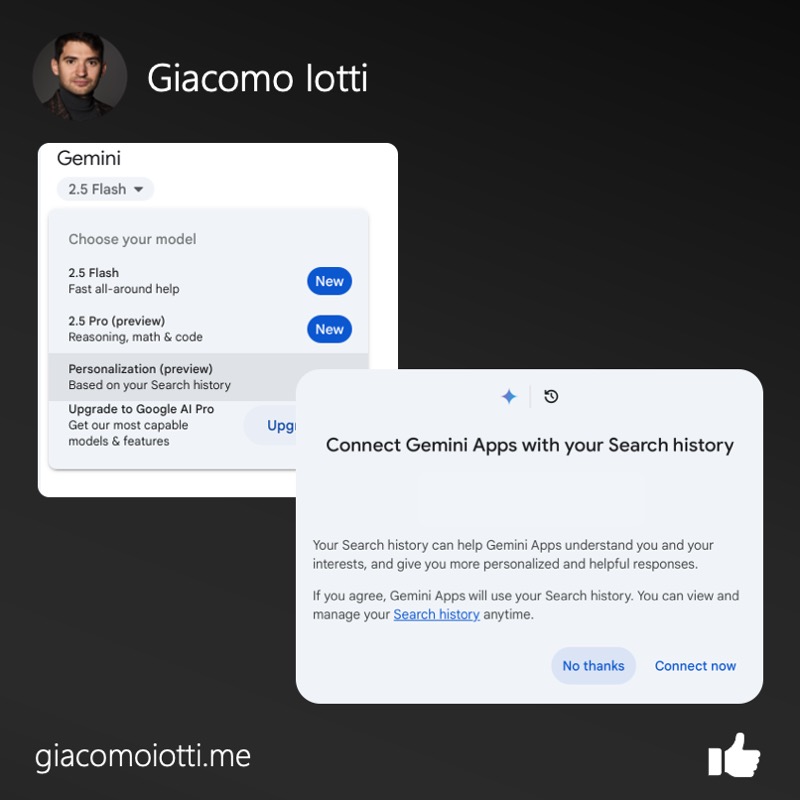 Giacomo Iotti
Gemini
2.5 Flash
Choose your model
2.5 Flash
Fast all-around help
New
2.5 Pro (preview)
Reasoning, math & code
New
Personalization (preview)
Based on your Search history
Upgrade to Google AI Pro
Get our most capable
models & features
Upgr
Connect Gemini Apps with your Search history
Your Search history can help Gemini Apps understand you and your
interests, and give you more personalized and helpful responses.
If you agree, Gemini Apps will use your Search history. You can view and
manage your Search history anytime.
No thanks
Connect now
giacomoiotti.me